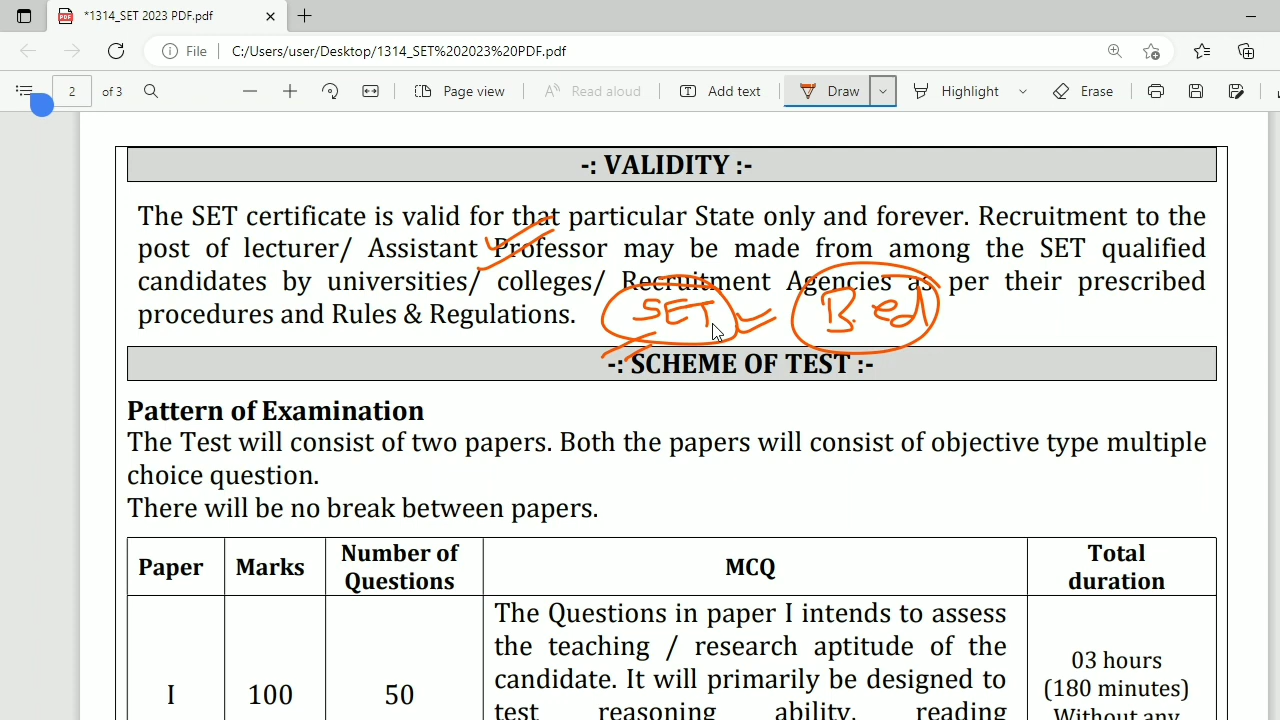 *1314_SET 2023 PDF.pdf
File C:/Users/user/Desktop/1314_SET%202023%20PDF.pdf
2 of 3 Page view Read aloud Add text Draw Highlight Erase
-: VALIDITY :-
The SET certificate is valid for that particular State only and forever. Recruitment to the
post of lecturer/ Assistant Professor may be made from among the SET qualified
candidates by universities/ colleges/ Recruitment Agencies as per their prescribed
procedures and Rules & Regulations.
SET B.ed
-: SCHEME OF TEST :-
Pattern of Examination
The Test will consist of two papers. Both the papers will consist of objective type multiple
choice question.
There will be no break between papers.
Paper Marks Number of Questions MCQ Total duration
I 100 50
The Questions in paper I intends to assess
the teaching / research aptitude of the
candidate. It will primarily be designed to
test reasoning ability, reading
03 hours
(180 minutes)
Without any